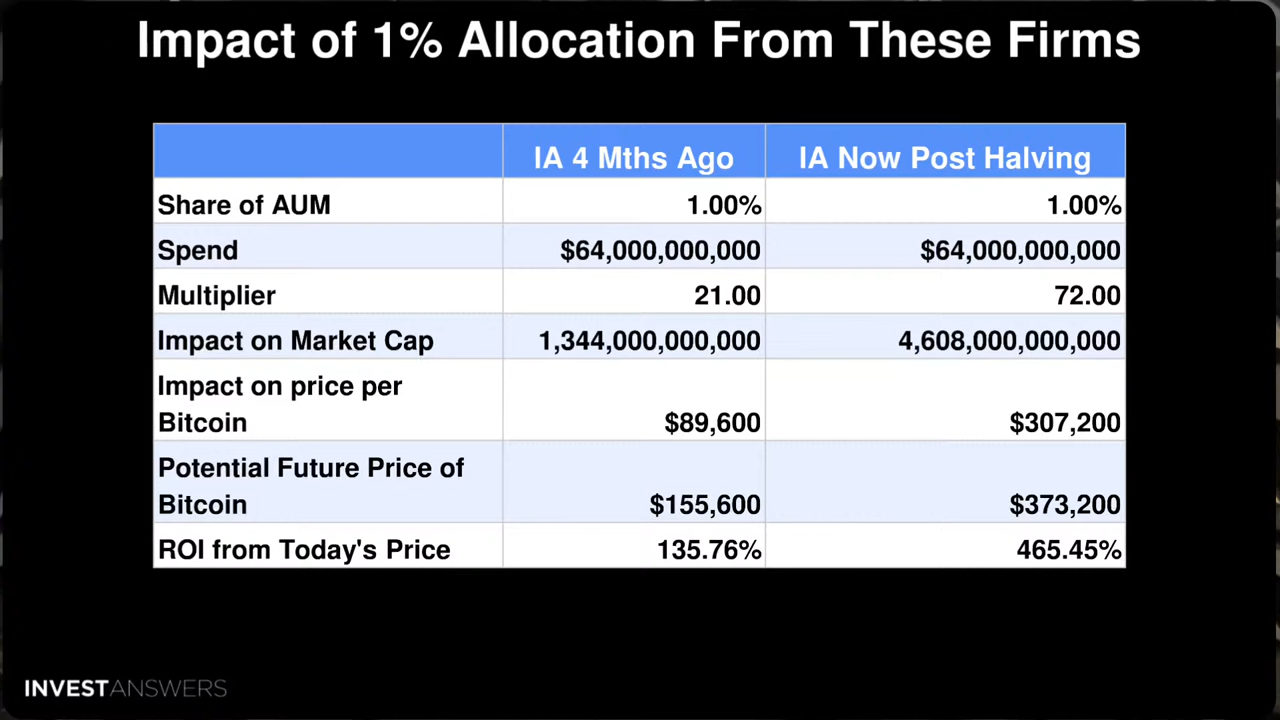 Impact of 1% Allocation From These Firms
IA 4 Mths Ago IA Now Post Halving
Share of AUM 1.00% 1.00%
Spend $64,000,000,000 $64,000,000,000
Multiplier 21.00 72.00
Impact on Market Cap 1,344,000,000,000 4,608,000,000,000
Impact on price per
Bitcoin $89,600 $307,200
Potential Future Price of
Bitcoin $155,600 $373,200
ROI from Today's Price 135.76% 465.45%
INVESTANSWERS